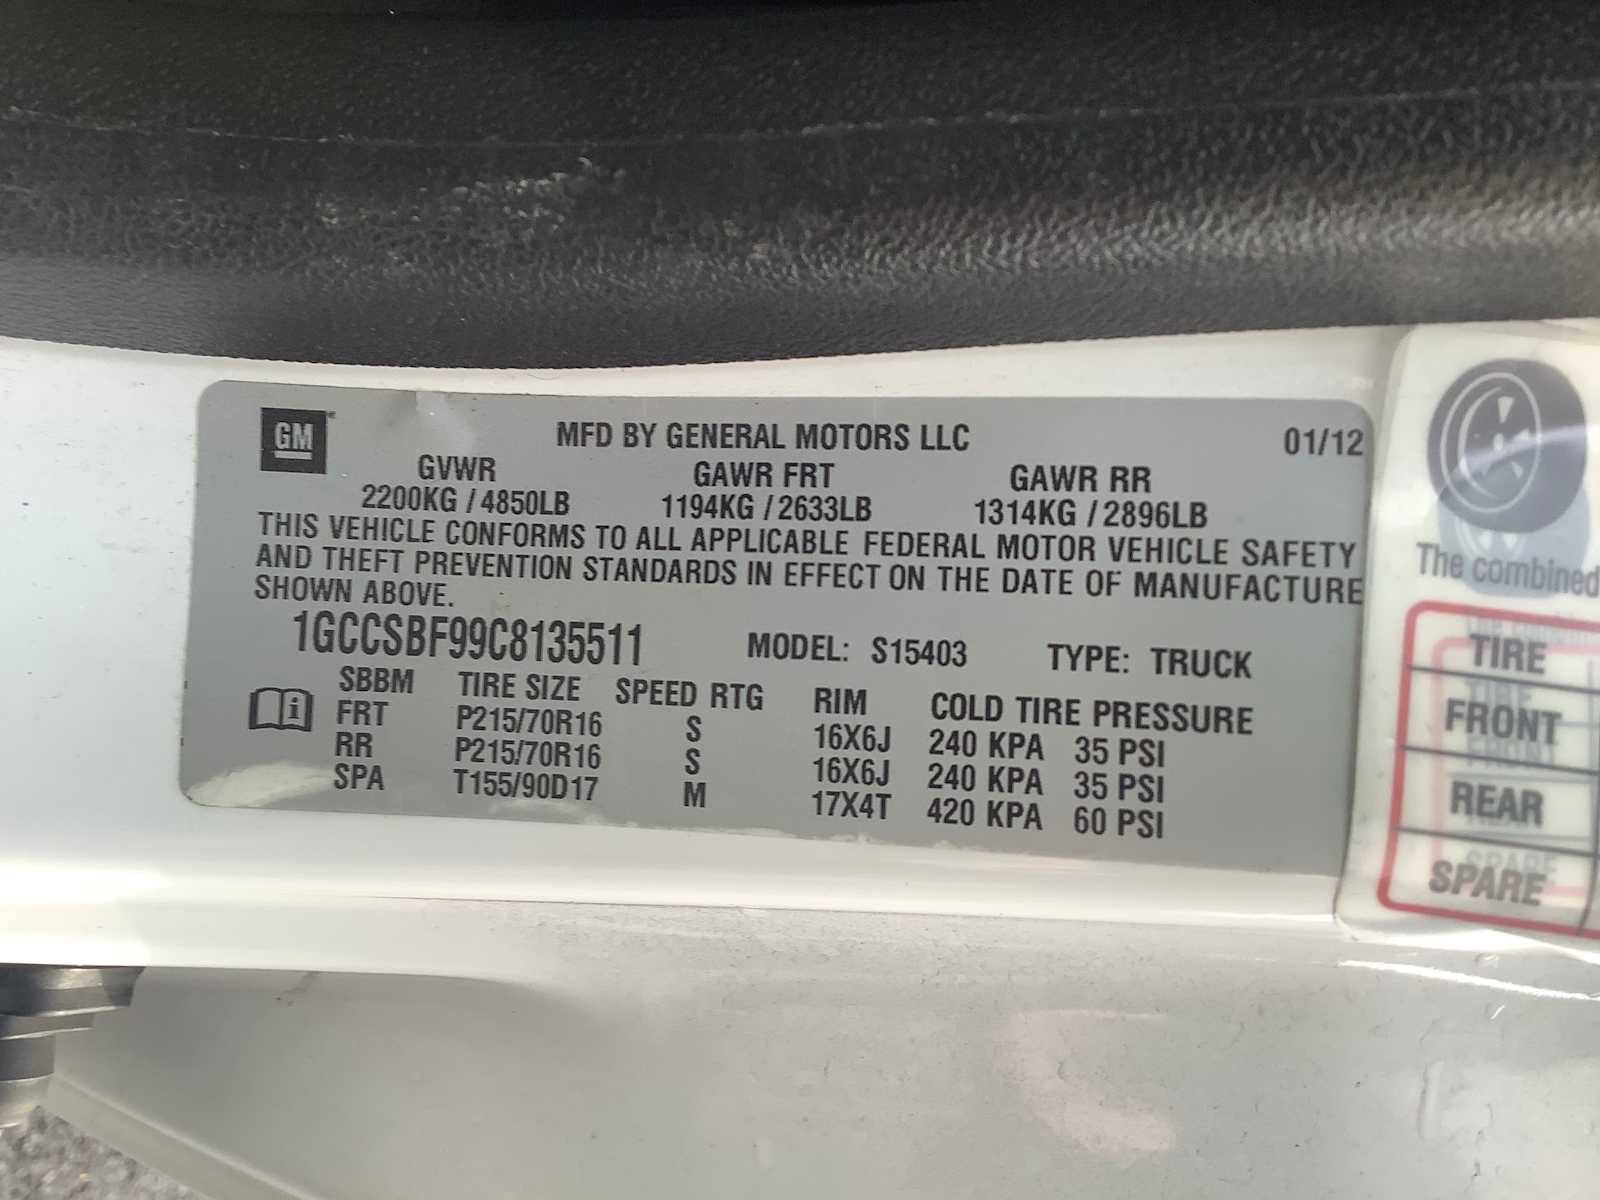 GM
MFD BY GENERAL MOTORS LLC 01/12
GVWR GAWR FRT GAWR RR
2200KG / 4850LB 1194KG / 2633LB 1314KG / 2896LB
THIS VEHICLE CONFORMS TO ALL APPLICABLE FEDERAL MOTOR VEHICLE SAFETY
AND THEFT PREVENTION STANDARDS IN EFFECT ON THE DATE OF MANUFACTURE
SHOWN ABOVE.
1GCCSBF99C8135511 MODEL: S15403 TYPE: TRUCK
SBBM TIRE SIZE SPEED RTG RIM COLD TIRE PRESSURE
FRT P215/70R16 S 16X6J 240 KPA 35 PSI
RR P215/70R16 S 16X6J 240 KPA 35 PSI
SPA T155/90D17 M 17X4T 420 KPA 60 PSI
The combined
TIRE
FRONT
REAR
SPARE